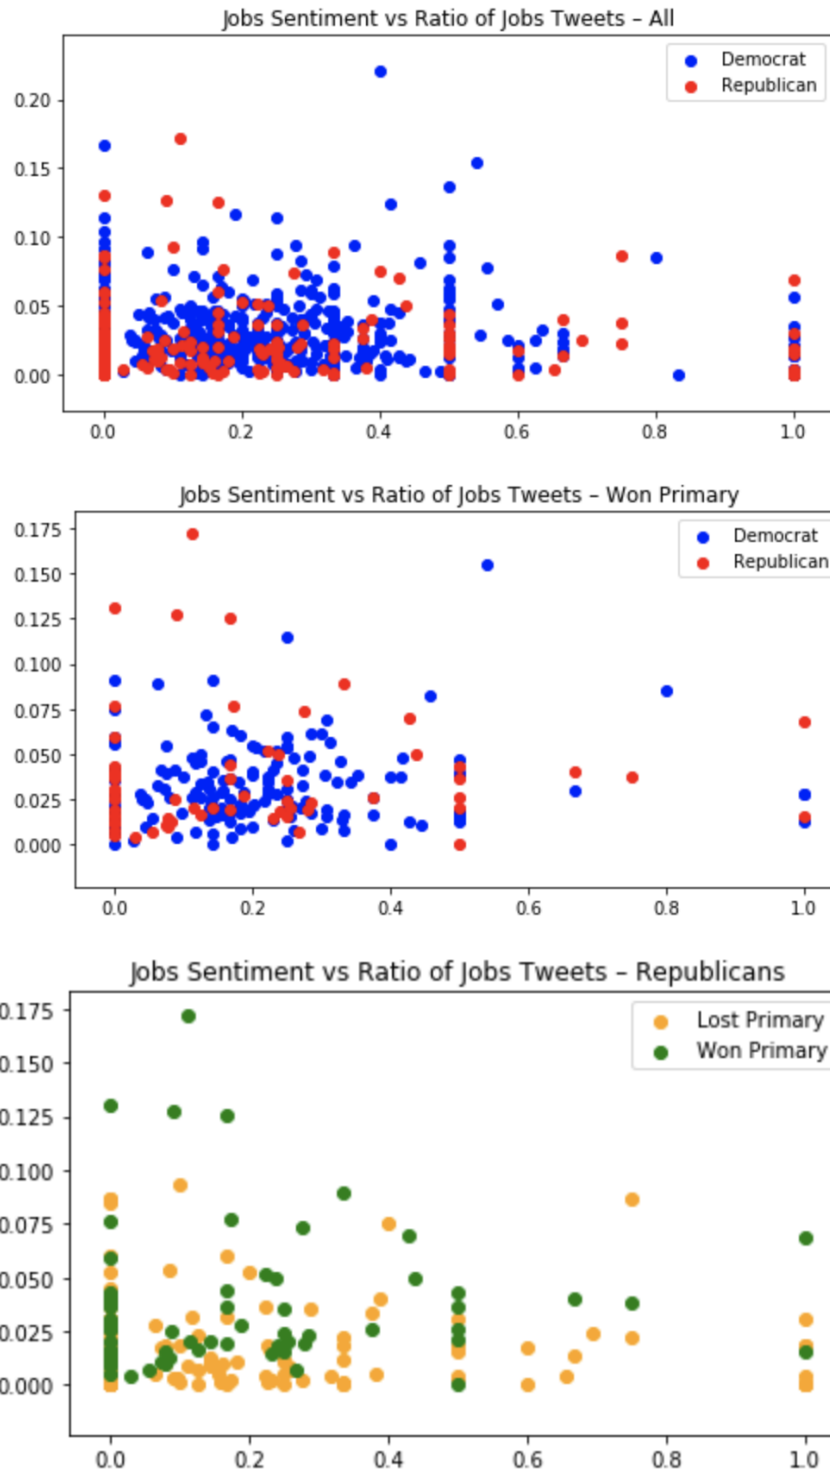 Jobs Sentiment vs Ratio of Jobs Tweets – All
Democrat
Republican
0.20
0.15
0.10
0.05
0.00
0.0 0.2 0.4 0.6 0.8 1.0
Jobs Sentiment vs Ratio of Jobs Tweets – Won Primary
Democrat
Republican
0.175
0.150
0.125
0.100
0.075
0.050
0.025
0.000
0.0 0.2 0.4 0.6 0.8 1.0
Jobs Sentiment vs Ratio of Jobs Tweets – Republicans
Lost Primary
Won Primary
0.175
0.150
0.125
0.100
0.075
0.050
0.025
0.000
0.0 0.2 0.4 0.6 0.8 1.0